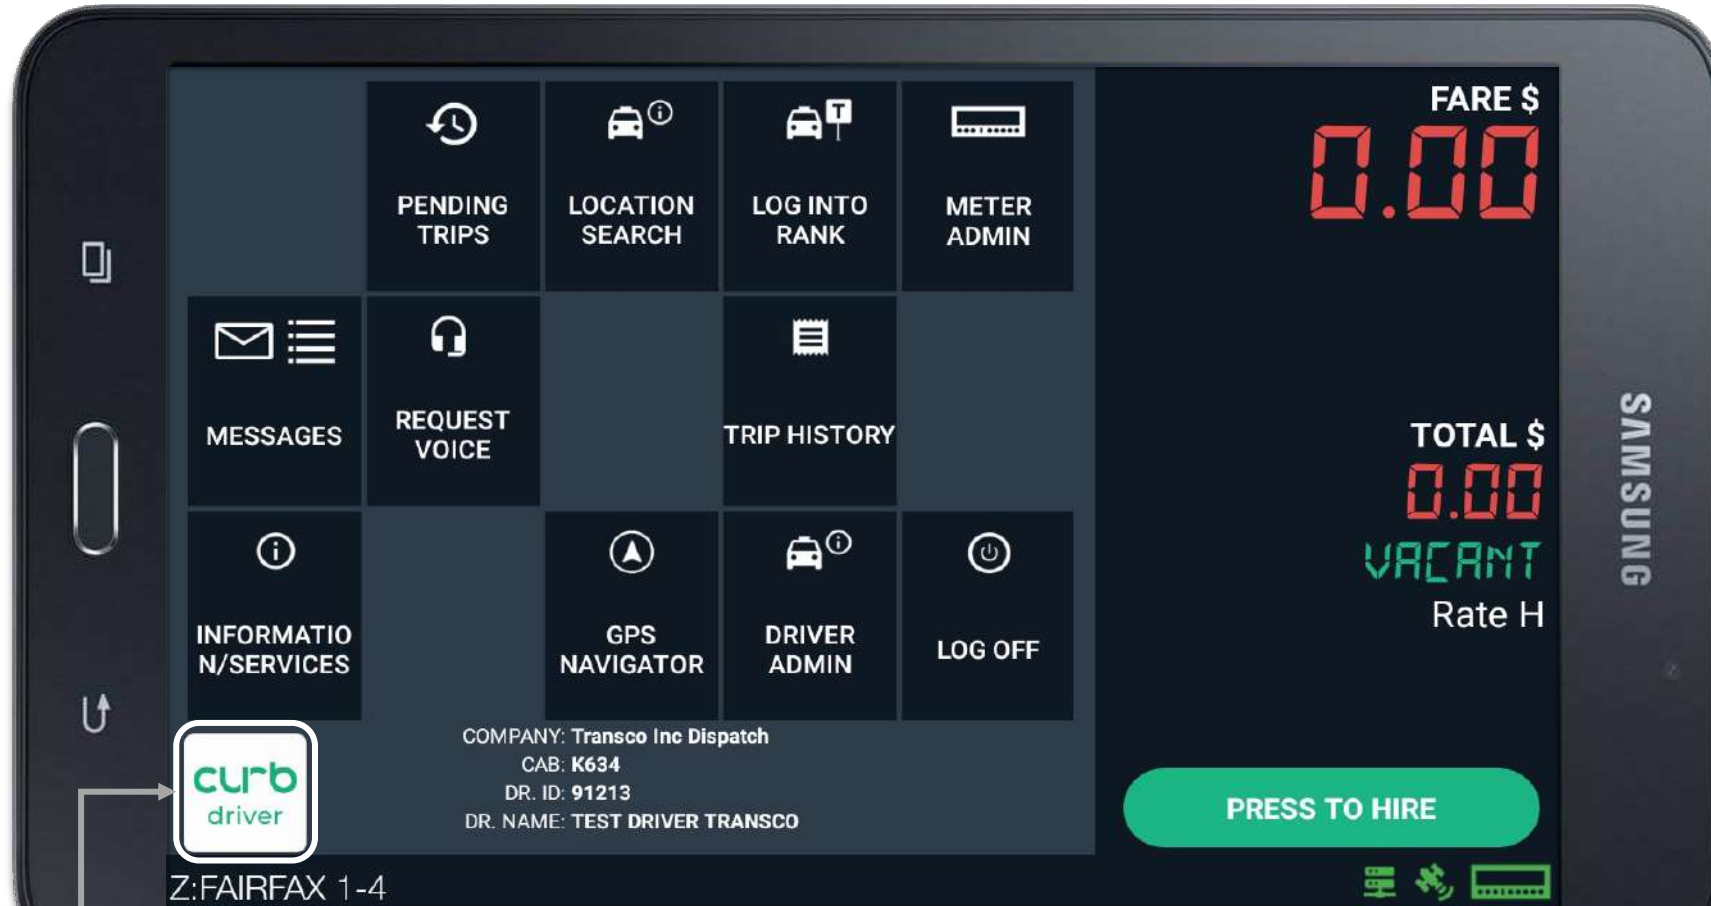 PENDING
TRIPS
LOCATION
SEARCH
LOG INTO
RANK
METER
ADMIN
MESSAGES
REQUEST
VOICE
TRIP HISTORY
INFORMATIO
N/SERVICES
GPS
NAVIGATOR
DRIVER
ADMIN
LOG OFF
curb
driver
COMPANY: Transco Inc Dispatch
CAB: K634
DR. ID: 91213
DR. NAME: TEST DRIVER TRANSCO
Z:FAIRFAX 1-4
FARE $
0.00
TOTAL $
0.00
VACANT
Rate H
PRESS TO HIRE
SAMSUNG